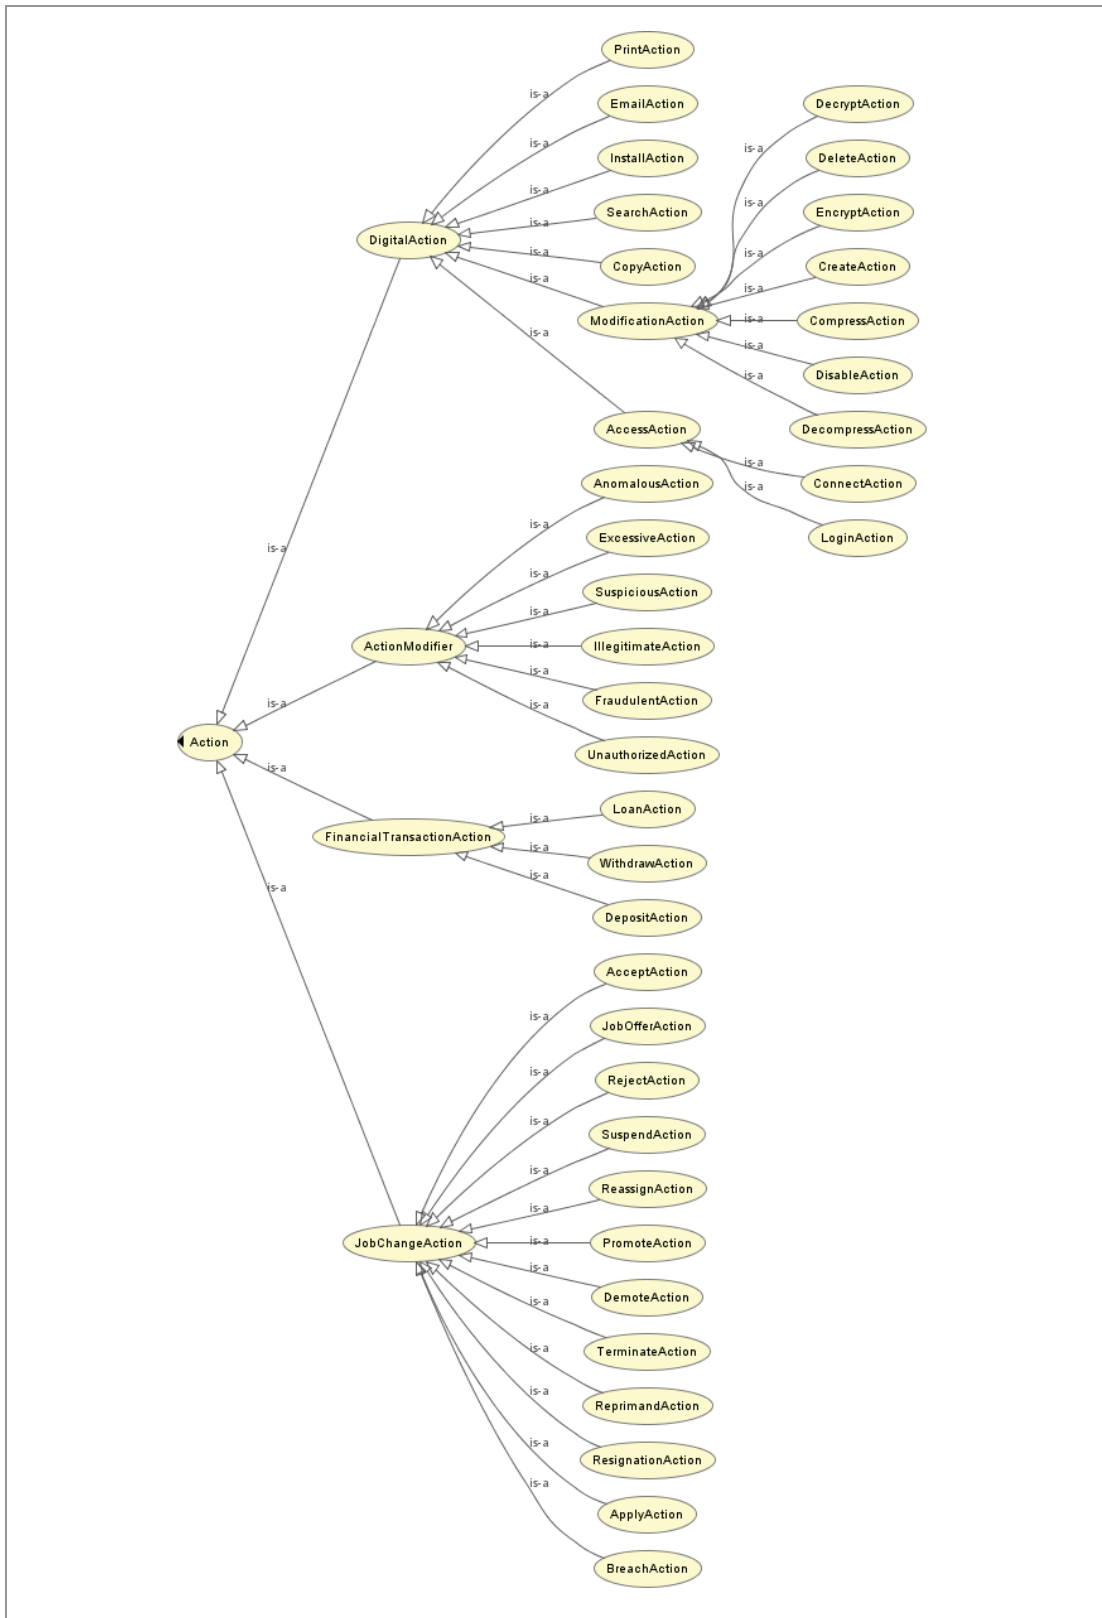 PrintAction
is-a
EmailAction
DecryptAction
is-a
is-a
InstallAction
DeleteAction
is-a
SearchAction
is-a
EncryptAction
is-a
DigitalAction
is-a
is-a
CopyAction
CreateAction
is-a
is-a
ModificationAction
is-a
CompressAction
is-a
is-a
DisableAction
is-a
AccessAction
DecompressAction
is-a
AnomalousAction
ConnectAction
is-a
is-a
ExcessiveAction
LoginAction
is-a
is-a
SuspiciousAction
is-a
ActionModifier
is-a
IllegitimateAction
is-a
FraudulentAction
is-a
is-a
Action
UnauthorizedAction
is-a
LoanAction
is-a
FinancialTransactionAction
is-a
WithdrawAction
is-a
is-a
DepositAction
AcceptAction
is-a
JobOfferAction
is-a
RejectAction
is-a
SuspendAction
is-a
ReassignAction
is-a
JobChangeAction
is-a
PromoteAction
is-a
DemoteAction
is-a
TerminateAction
is-a
ReprimandAction
is-a
ResignationAction
is-a
is-a
ApplyAction
BreachAction